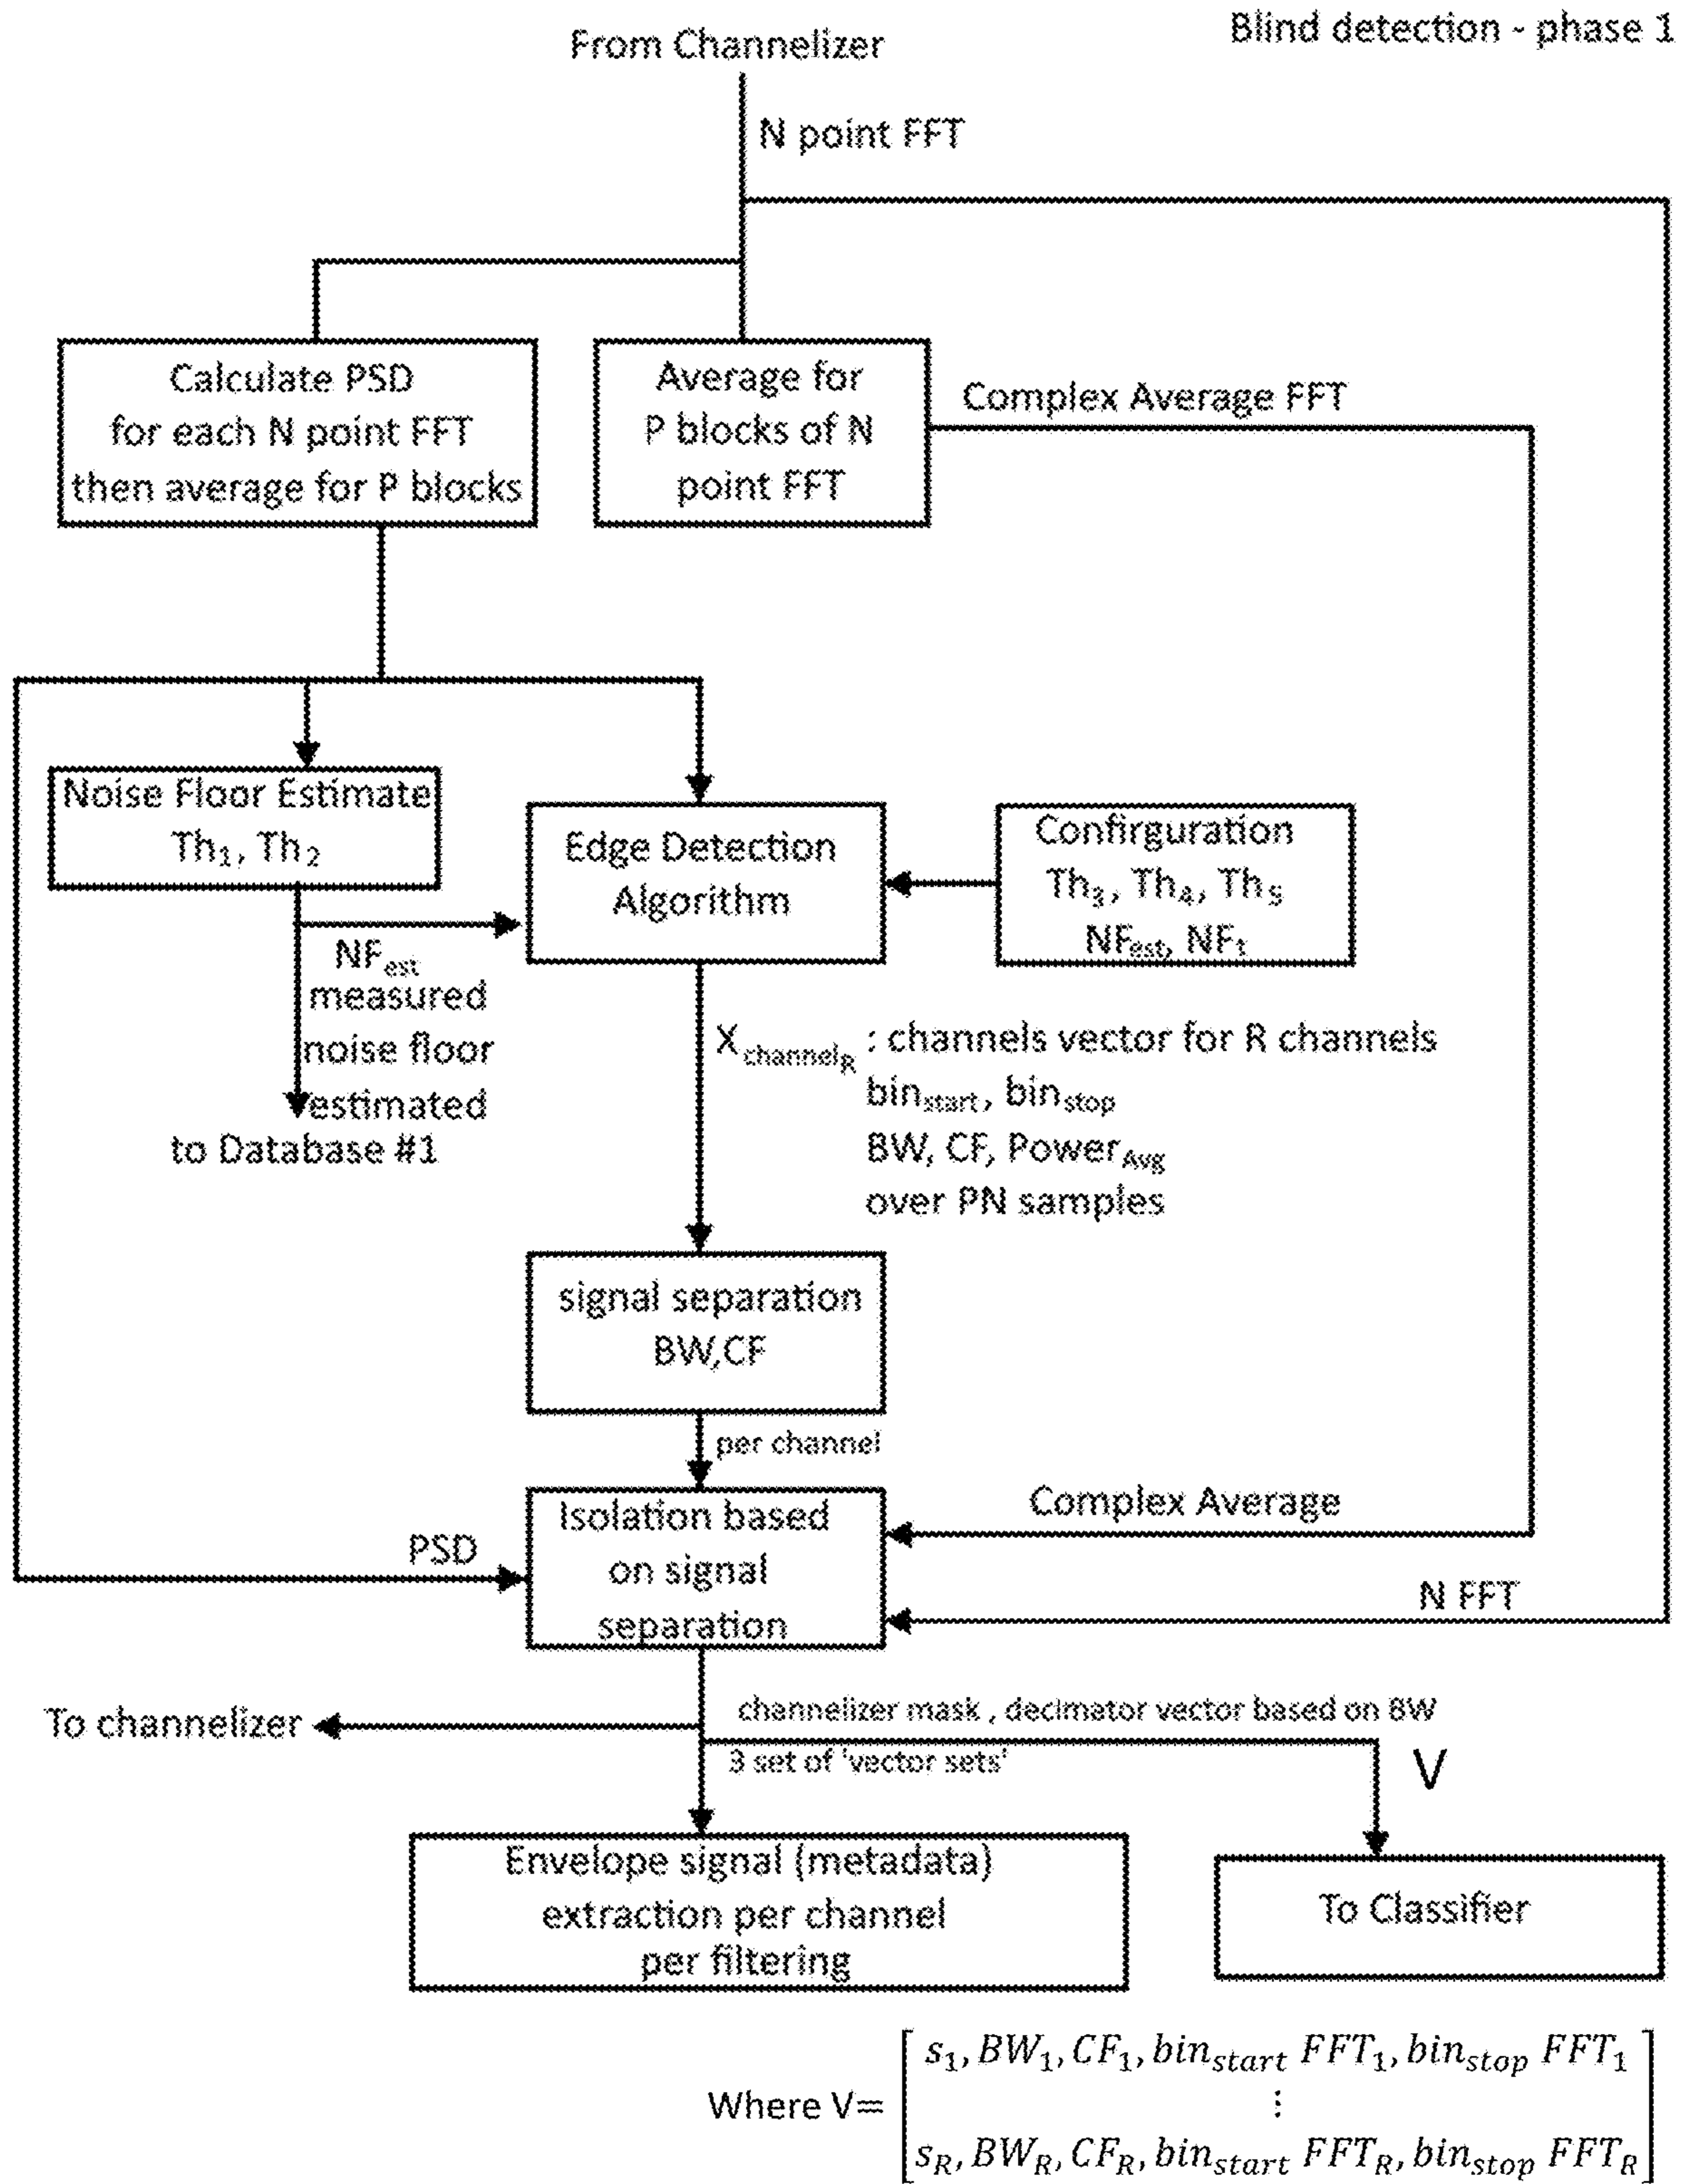 Blind detection - phase 1
From Channelizer
N point FFT
Calculate PSD
for each N point FFT
then average for P blocks
Average for
P blocks of N
point FFT
Complex Average FFT
Noise Floor Estimate
Th₁, Th₂
Edge Detection
Algorithm
Confirguration
Th₃, Th₄, Th₅
NFest, NFt
NFest
measured
noise floor
estimated
to Database #1
XchannelR : channels vector for R channels
binstart, binstop
BW, CF, PowerAvg
over PN samples
signal separation
BW,CF
per channel
Isolation based
on signal
separation
PSD
Complex Average
N FFT
To channelizer
channelizer mask , decimator vector based on BW
3 set of 'vector sets'
V
Envelope signal (metadata)
extraction per channel
per filtering
To Classifier
Where V= [s₁, BW₁, CF₁, binstart FFT₁, binstop FFT₁
⋮
sR, BWR, CFR, binstart FFTR, binstop FFTR]